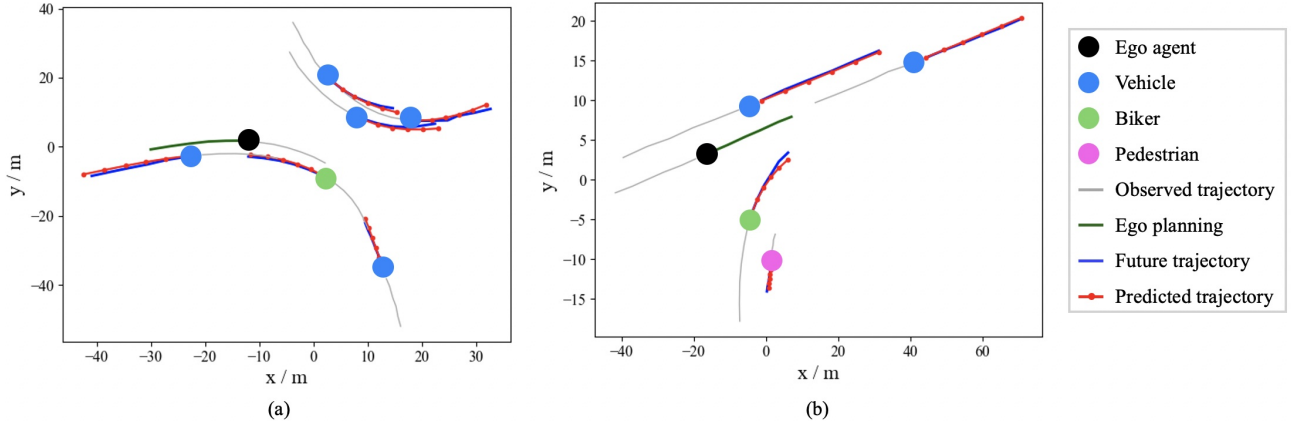 40
20
0
−20
−40
y / m
−40 −30 −20 −10 0 10 20 30
x / m
(a)
20
15
10
5
0
−5
−10
−15
y / m
−40 −20 0 20 40 60
x / m
(b)
Ego agent
Vehicle
Biker
Pedestrian
Observed trajectory
Ego planning
Future trajectory
Predicted trajectory